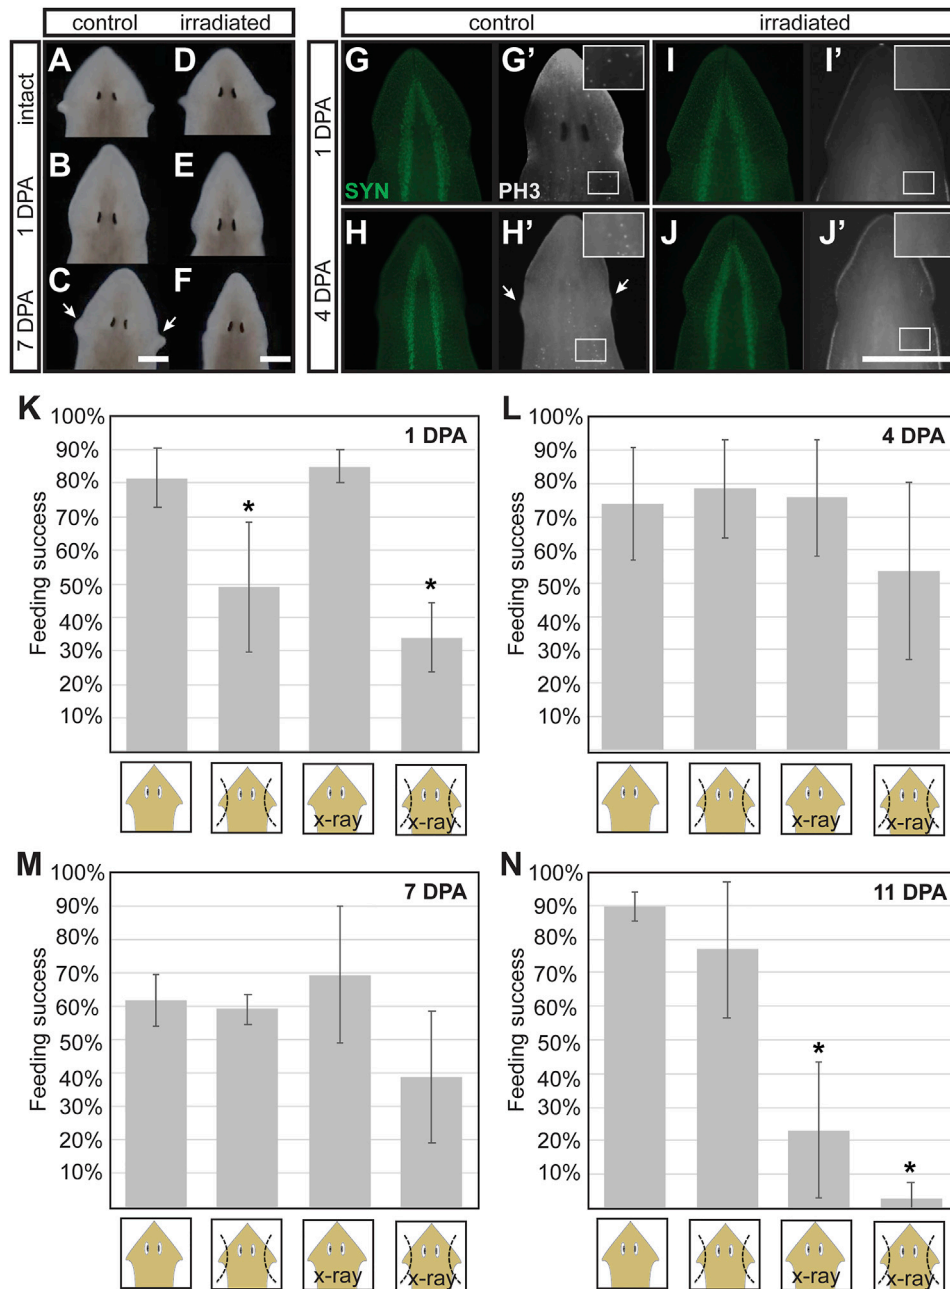 control irradiated
control irradiated
intact
1 DPA
7 DPA
A D
B E
C F
1 DPA
4 DPA
G G’ I I’
SYN PH3
H H’ J J’
K
1 DPA
Feeding success
100%
90%
80%
70%
60%
50%
40%
30%
20%
10%
*
*
x-ray x-ray
L
4 DPA
Feeding success
100%
90%
80%
70%
60%
50%
40%
30%
20%
10%
x-ray x-ray
M
7 DPA
Feeding success
100%
90%
80%
70%
60%
50%
40%
30%
20%
10%
x-ray x-ray
N
11 DPA
Feeding success
100%
90%
80%
70%
60%
50%
40%
30%
20%
10%
*
*
x-ray x-ray